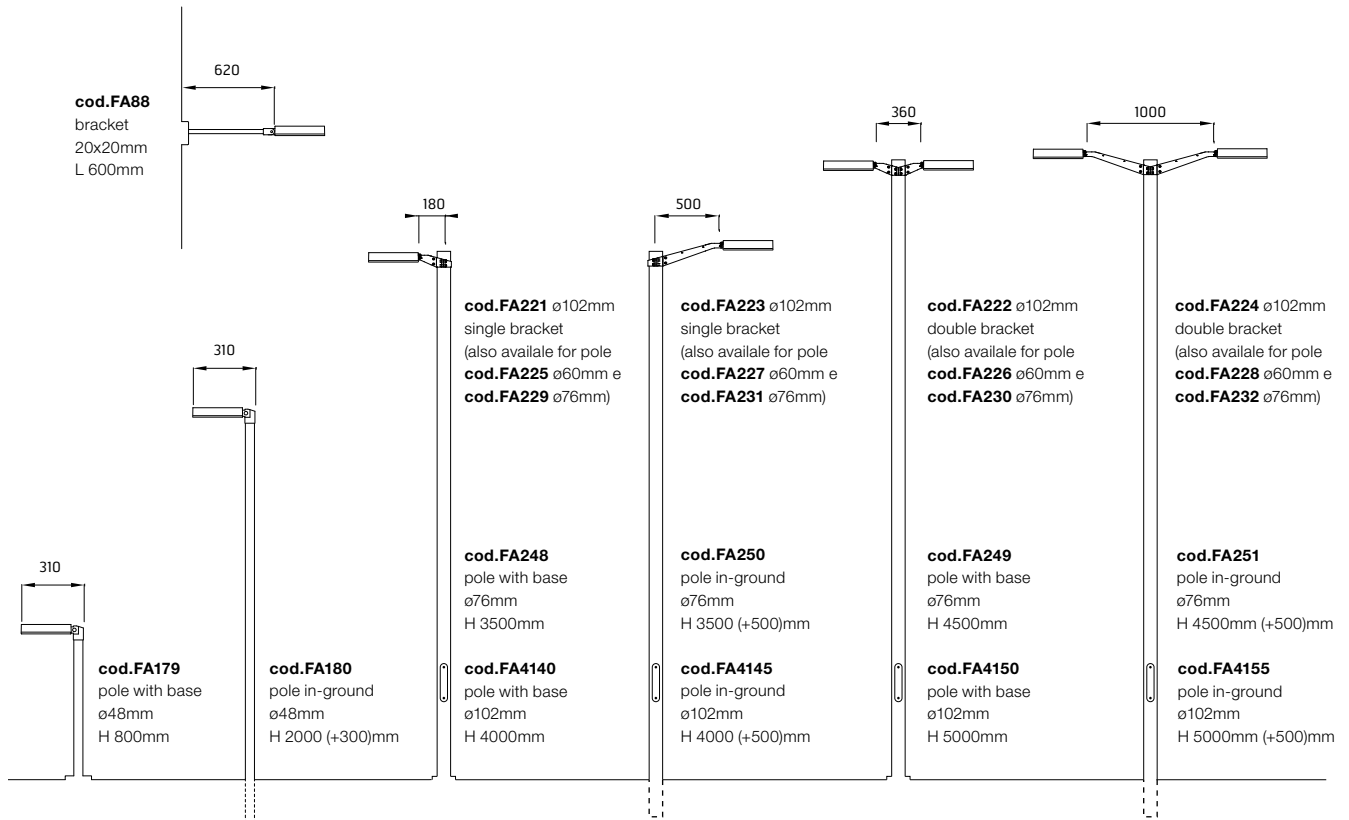 620
cod.FA88
bracket
20x20mm
L 600mm
360
1000
180
500
cod.FA221 ø102mm
single bracket
(also availale for pole
cod.FA225 ø60mm e
cod.FA229 ø76mm)
cod.FA223 ø102mm
single bracket
(also availale for pole
cod.FA227 ø60mm e
cod.FA231 ø76mm)
cod.FA222 ø102mm
double bracket
(also availale for pole
cod.FA226 ø60mm e
cod.FA230 ø76mm)
cod.FA224 ø102mm
double bracket
(also availale for pole
cod.FA228 ø60mm e
cod.FA232 ø76mm)
310
310
cod.FA248
pole with base
ø76mm
H 3500mm
cod.FA250
pole in-ground
ø76mm
H 3500 (+500)mm
cod.FA249
pole with base
ø76mm
H 4500mm
cod.FA251
pole in-ground
ø76mm
H 4500mm (+500)mm
cod.FA179
pole with base
ø48mm
H 800mm
cod.FA180
pole in-ground
ø48mm
H 2000 (+300)mm
cod.FA4140
pole with base
ø102mm
H 4000mm
cod.FA4145
pole in-ground
ø102mm
H 4000 (+500)mm
cod.FA4150
pole with base
ø102mm
H 5000mm
cod.FA4155
pole in-ground
ø102mm
H 5000mm (+500)mm